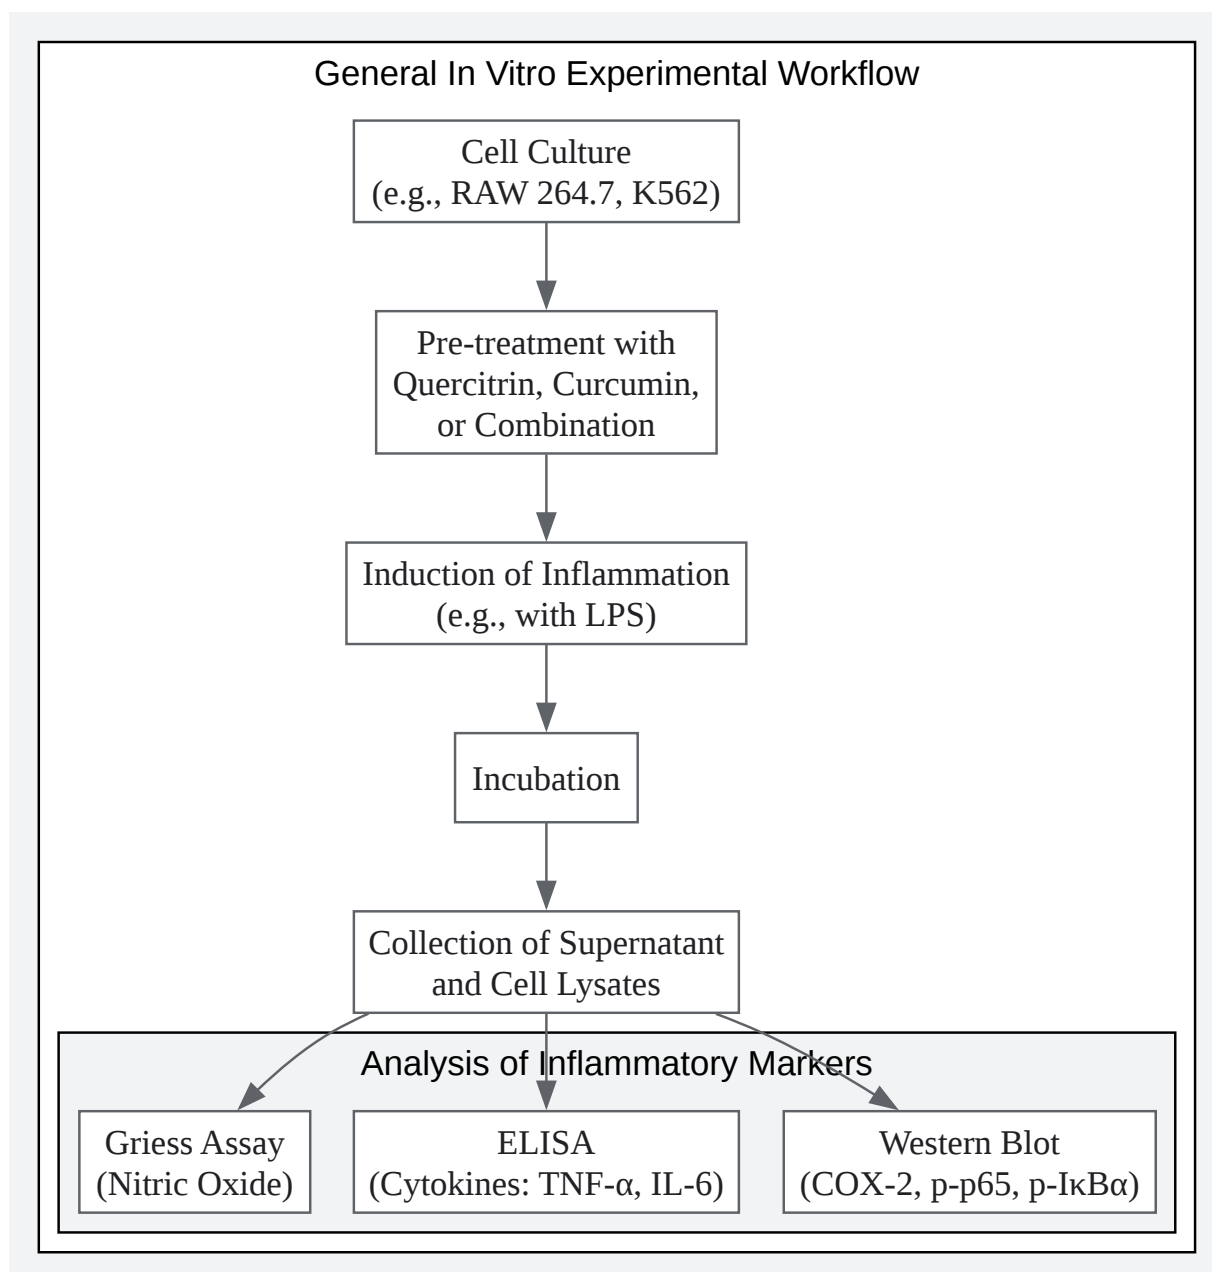 General In Vitro Experimental Workflow
Cell Culture
(e.g., RAW 264.7, K562)
Pre-treatment with
Quercitrin, Curcumin,
or Combination
Induction of Inflammation
(e.g., with LPS)
Incubation
Collection of Supernatant
and Cell Lysates
Analysis of Inflammatory Markers
Griess Assay
(Nitric Oxide)
ELISA
(Cytokines: TNF-α, IL-6)
Western Blot
(COX-2, p-p65, p-IκBα)